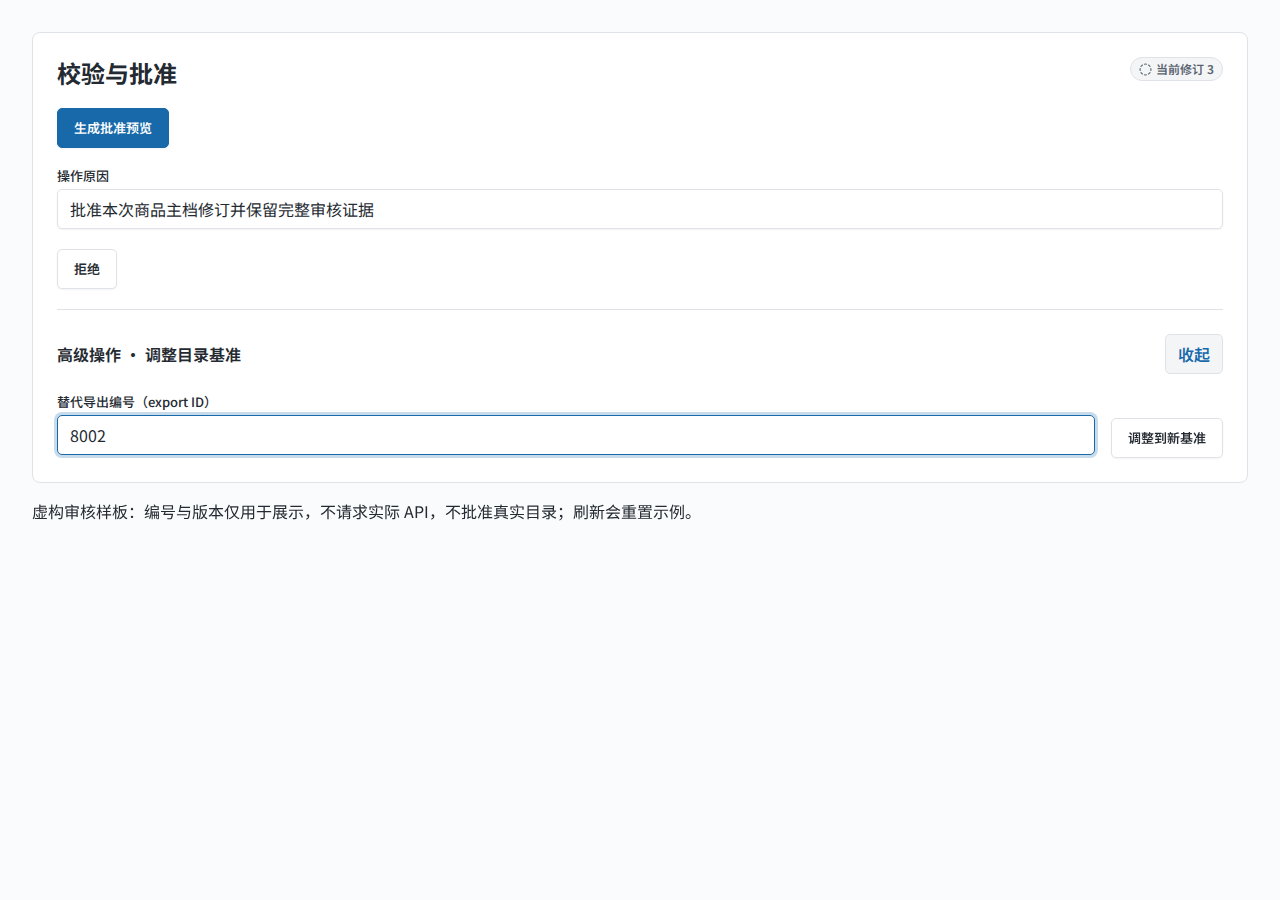 校验与批准
当前修订 3
生成批准预览
操作原因
批准本次商品主档修订并保留完整审核证据
拒绝
高级操作 · 调整目录基准
收起
替代导出编号（export ID）
8002
调整到新基准
虚构审核样板：编号与版本仅用于展示，不请求实际 API，不批准真实目录；刷新会重置示例。